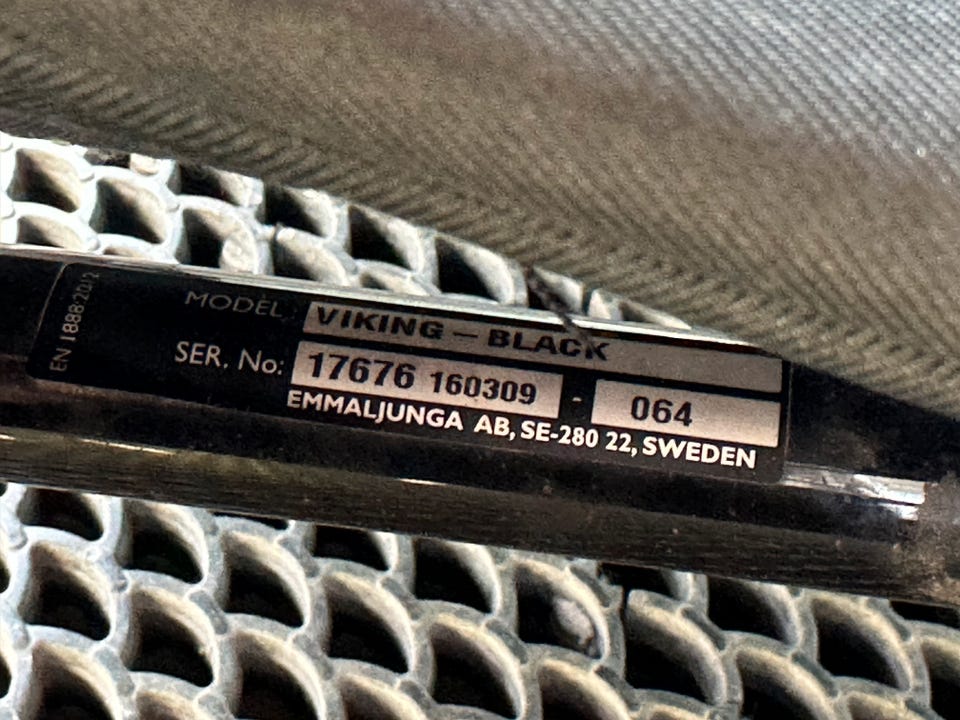 EN 1888:2012
MODEL: VIKING – BLACK
SER. No: 17676 160309 - 064
EMMALJUNGA AB, SE-280 22, SWEDEN